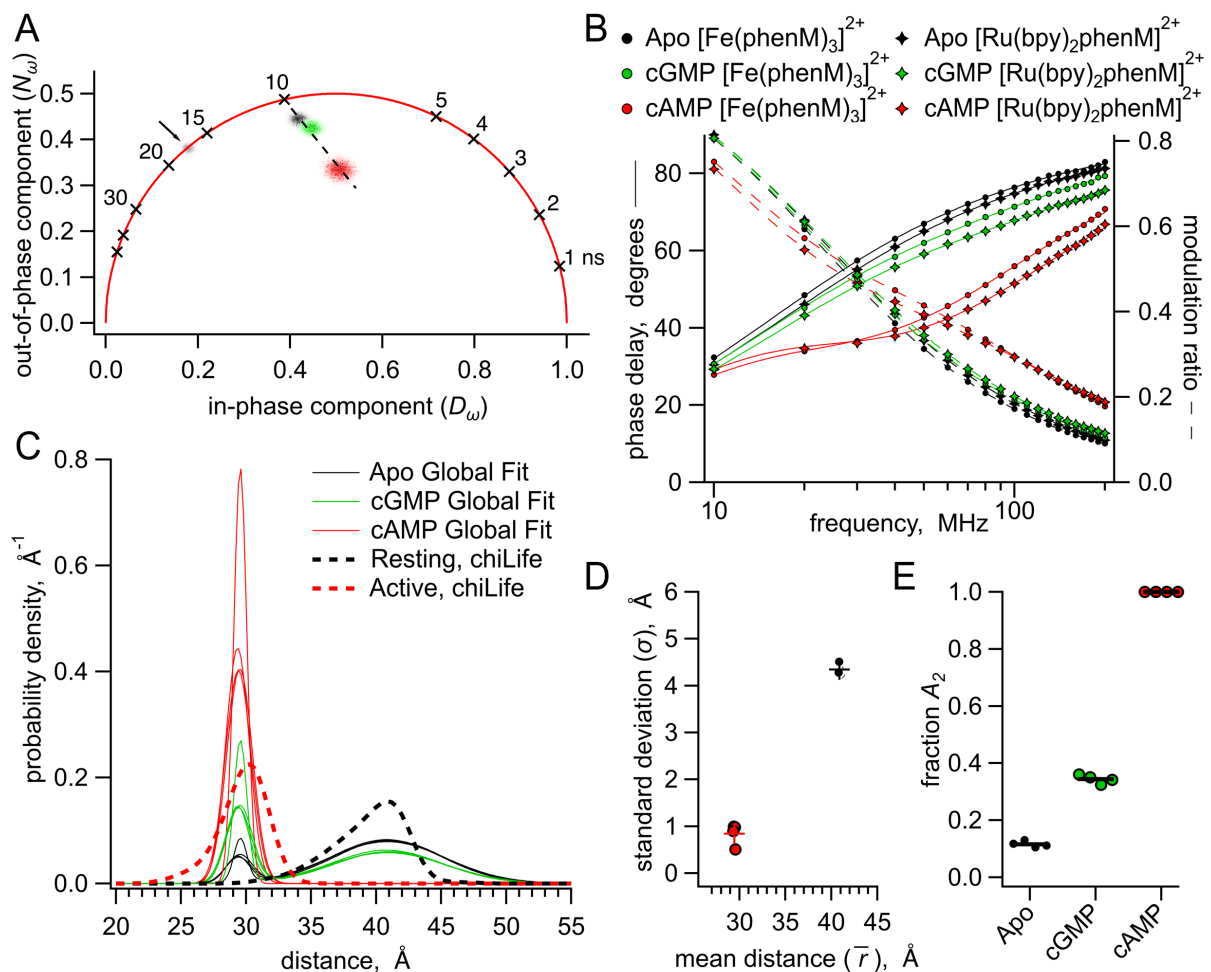 A
out-of-phase component (Nω)
0.5
0.4
0.3
0.2
0.1
0.0
10
15
20
30
5
4
3
2
1 ns
0.0 0.2 0.4 0.6 0.8 1.0
in-phase component (Dω)
B
Apo [Fe(phenM)3]2+
Apo [Ru(bpy)2phenM]2+
cGMP [Fe(phenM)3]2+
cGMP [Ru(bpy)2phenM]2+
cAMP [Fe(phenM)3]2+
cAMP [Ru(bpy)2phenM]2+
phase delay, degrees
80
60
40
20
0
modulation ratio
0.8
0.6
0.4
0.2
0.0
10 100
frequency, MHz
C
probability density, Å-1
0.8
0.6
0.4
0.2
0.0
Apo Global Fit
cGMP Global Fit
cAMP Global Fit
Resting, chiLife
Active, chiLife
20 25 30 35 40 45 50 55
distance, Å
D
standard deviation (σ), Å
6
5
4
3
2
1
0
30 35 40 45
mean distance (r̅), Å
E
fraction A2
1.0
0.8
0.6
0.4
0.2
0.0
Apo
cGMP
cAMP